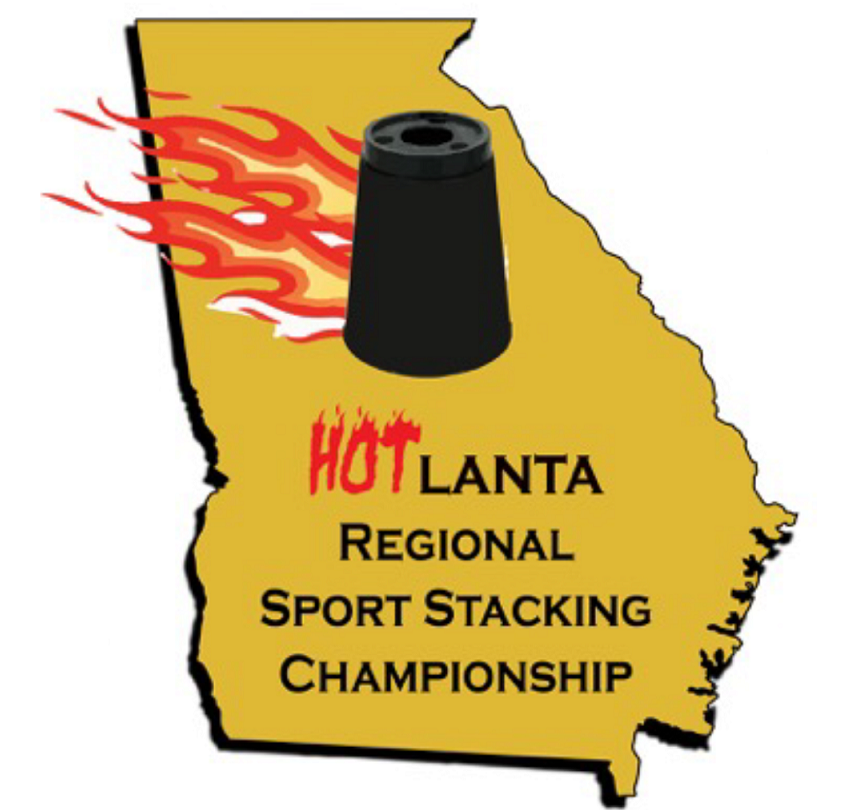 HOTLANTA
REGIONAL
SPORT STACKING
CHAMPIONSHIP